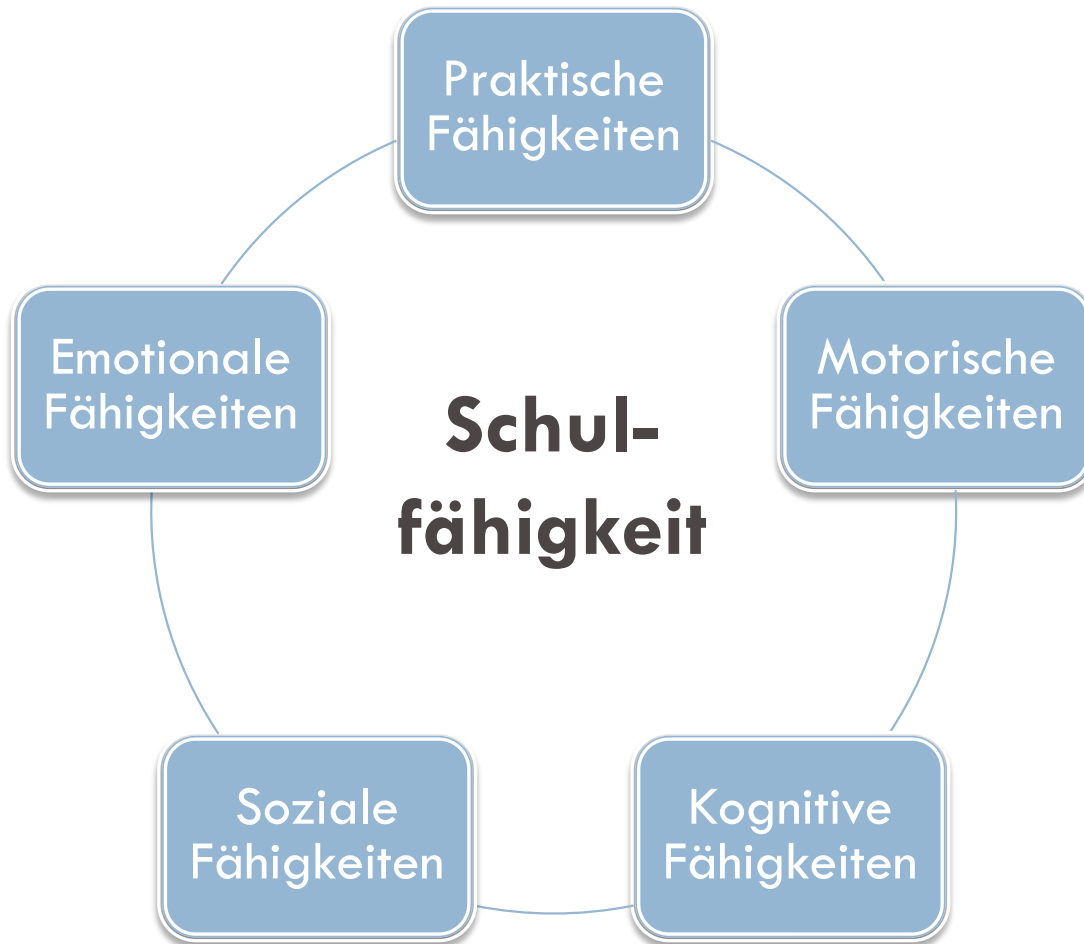 Praktische
Fähigkeiten
Emotionale
Fähigkeiten
Motorische
Fähigkeiten
Schul-
fähigkeit
Soziale
Fähigkeiten
Kognitive
Fähigkeiten